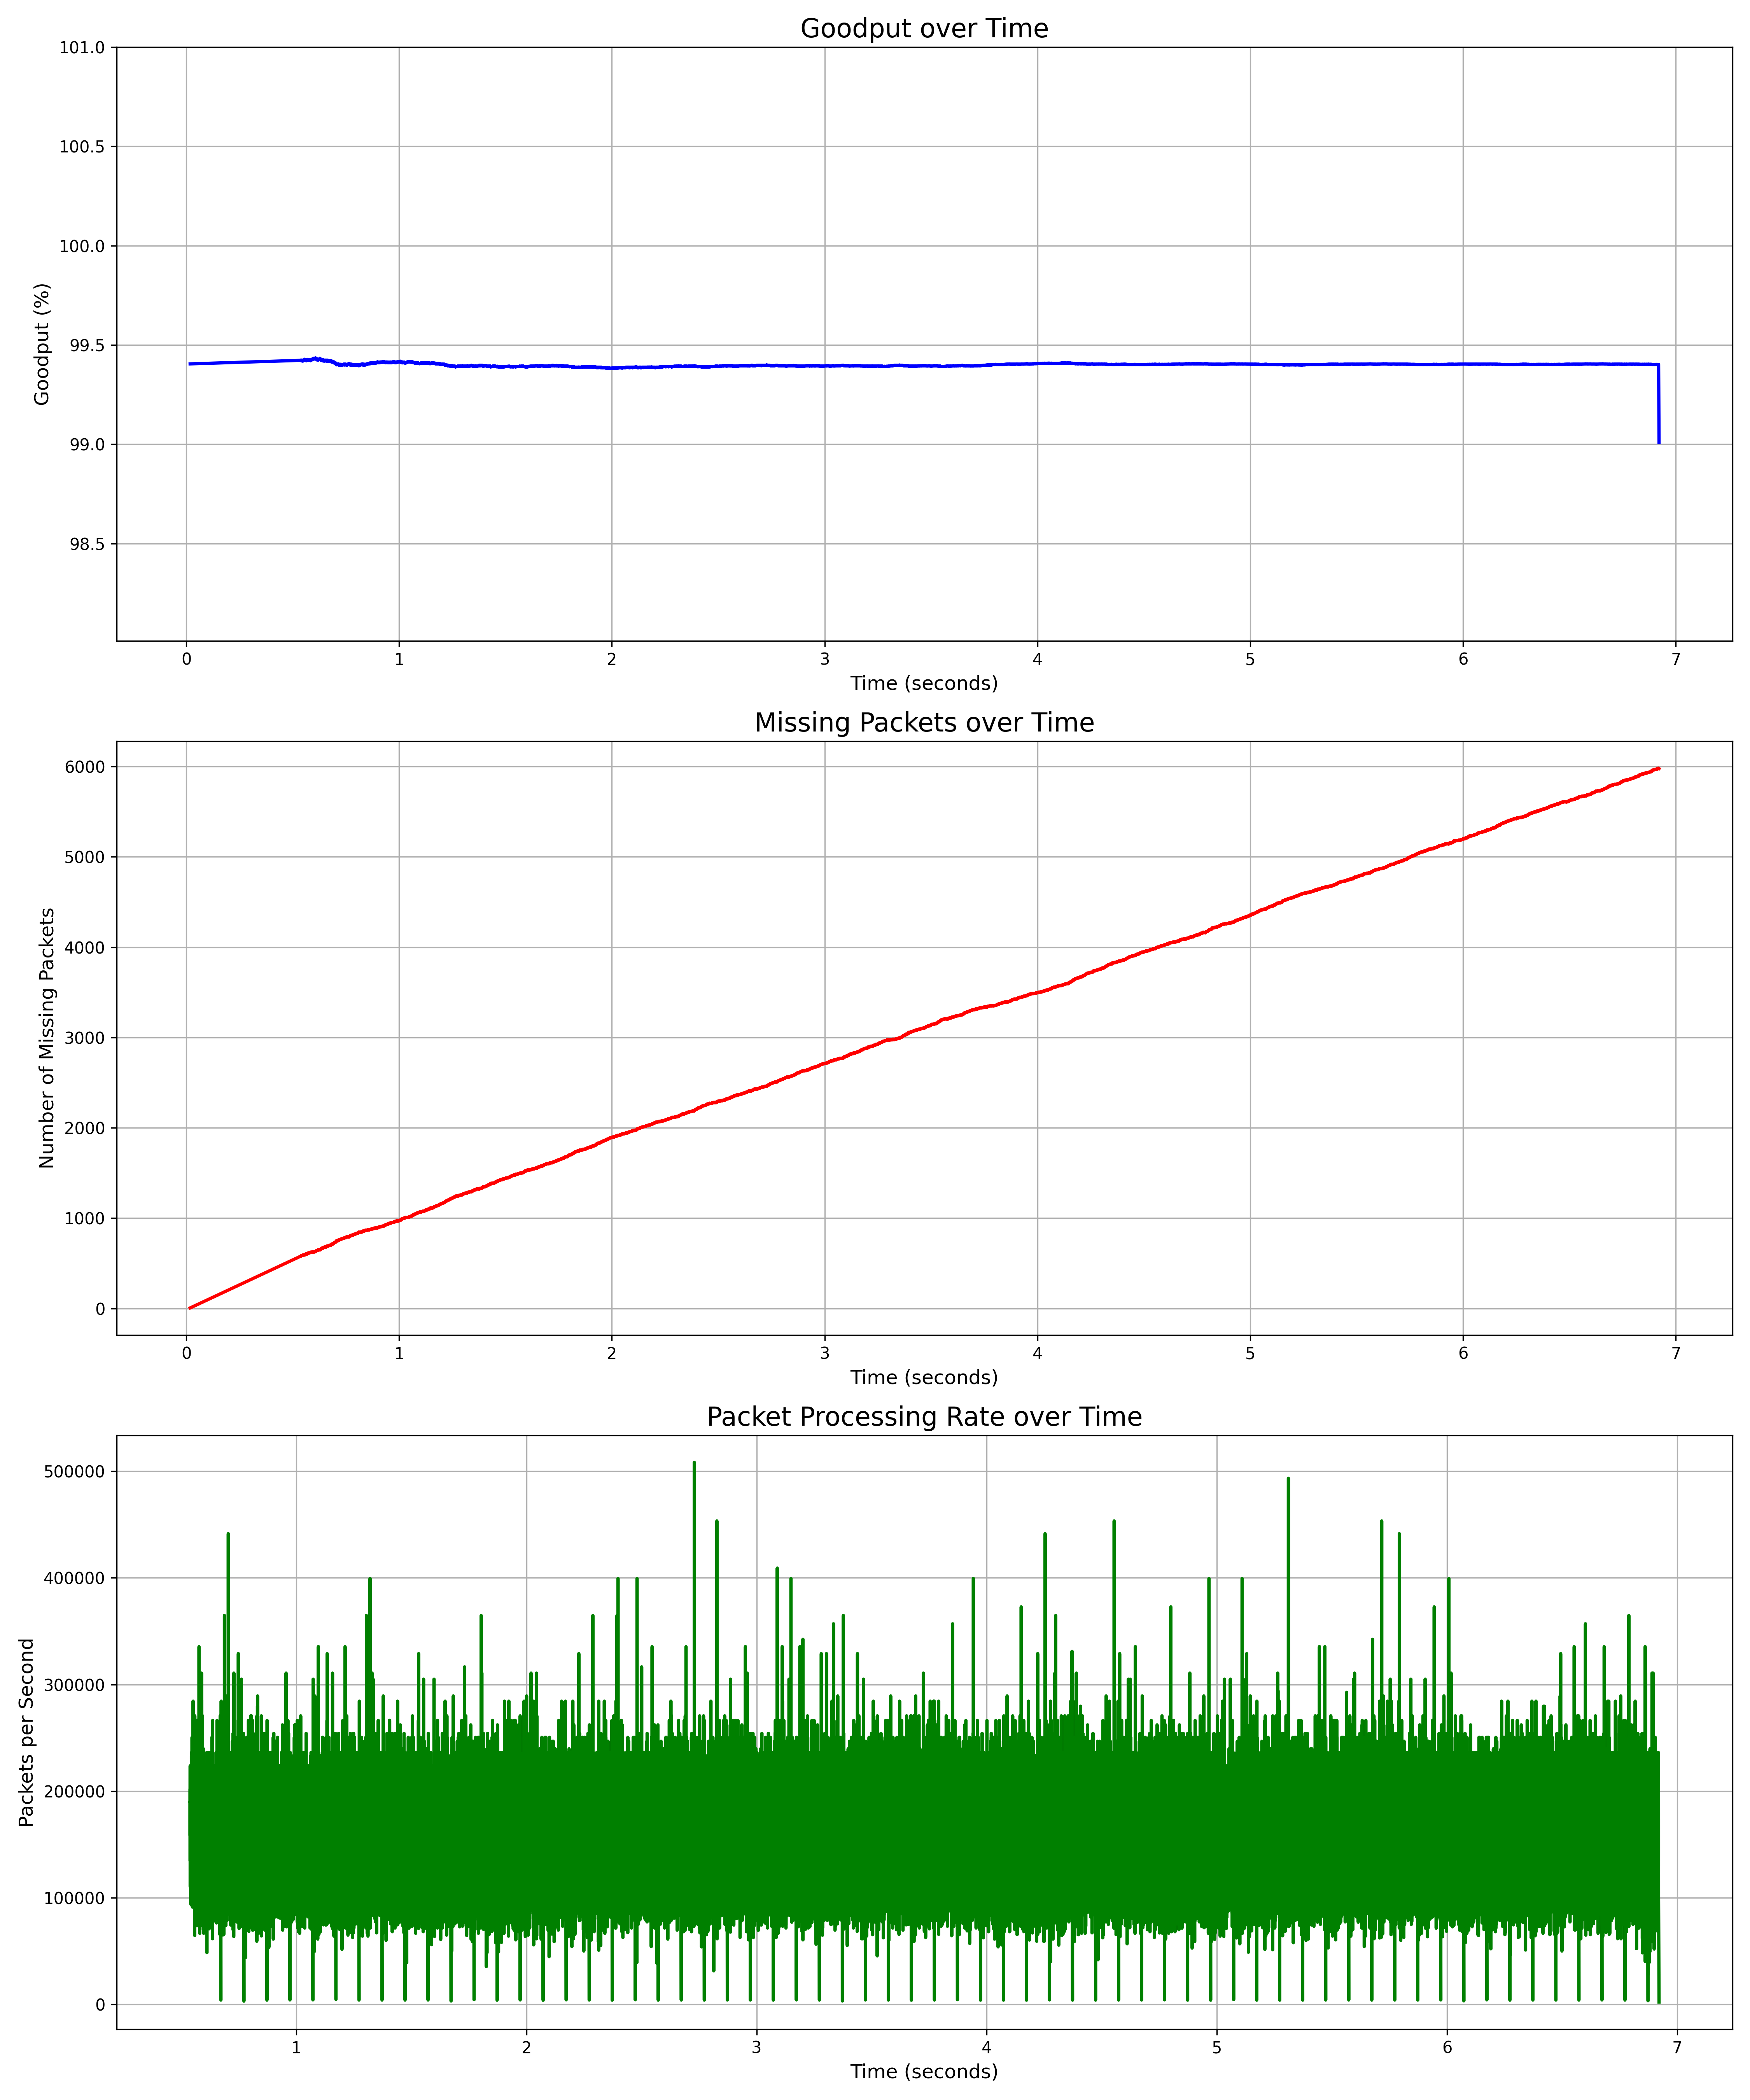 Goodput over Time
101.0
100.5
100.0
99.5
99.0
98.5
Goodput (%)
0 1 2 3 4 5 6 7
Time (seconds)
Missing Packets over Time
6000
5000
4000
3000
2000
1000
0
Number of Missing Packets
0 1 2 3 4 5 6 7
Time (seconds)
Packet Processing Rate over Time
500000
400000
300000
200000
100000
0
Packets per Second
1 2 3 4 5 6 7
Time (seconds)